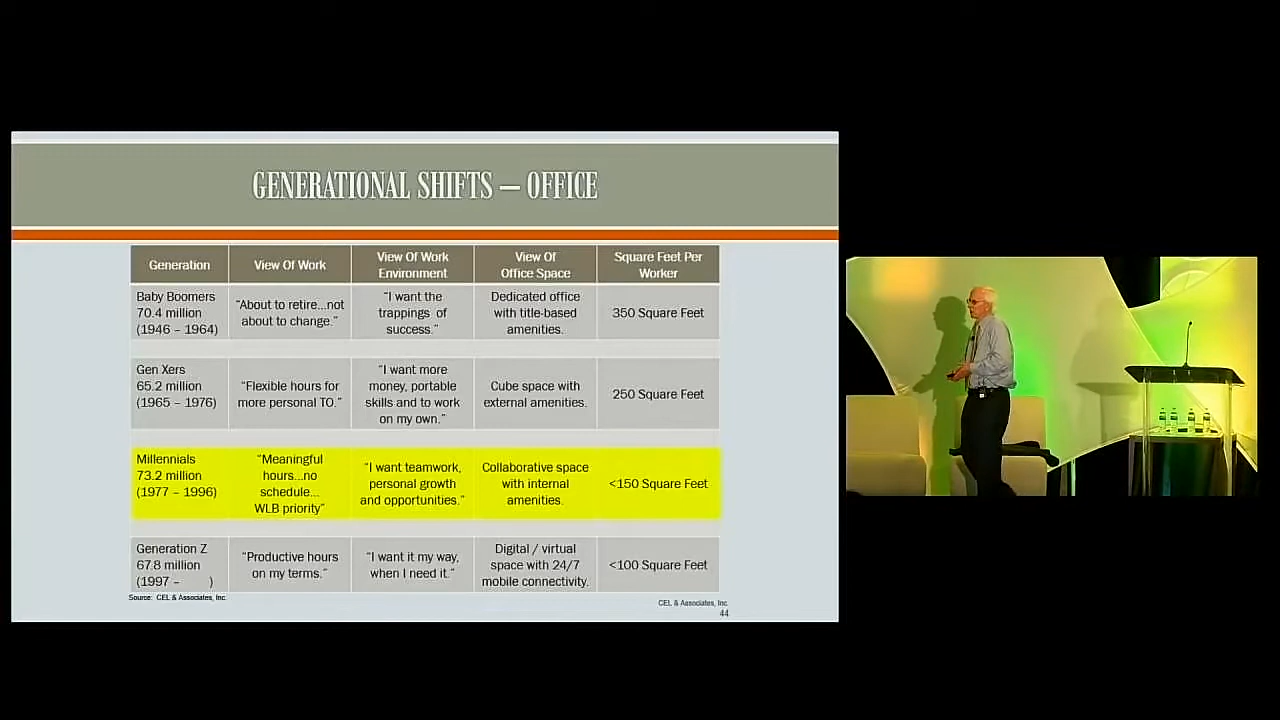 GENERATIONAL SHIFTS — OFFICE
Generation
View Of Work
View Of Work
Environment
View Of
Office Space
Square Feet Per
Worker
Baby Boomers
70.4 million
(1946 – 1964)
“About to retire...not
about to change.”
“I want the
trappings of
success.”
Dedicated office
with title-based
amenities.
350 Square Feet
Gen Xers
65.2 million
(1965 – 1976)
“Flexible hours for
more personal TO.”
“I want more
money, portable
skills and to work
on my own.”
Cube space with
external amenities.
250 Square Feet
Millennials
73.2 million
(1977 – 1996)
“Meaningful
hours...no
schedule...
WLB priority”
“I want teamwork,
personal growth
and opportunities.”
Collaborative space
with internal
amenities.
<150 Square Feet
Generation Z
67.8 million
(1997 – )
“Productive hours
on my terms.”
“I want it my way,
when I need it.”
Digital / virtual
space with 24/7
mobile connectivity.
<100 Square Feet
Source: CEL & Associates, Inc.
CEL & Associates, Inc.
44